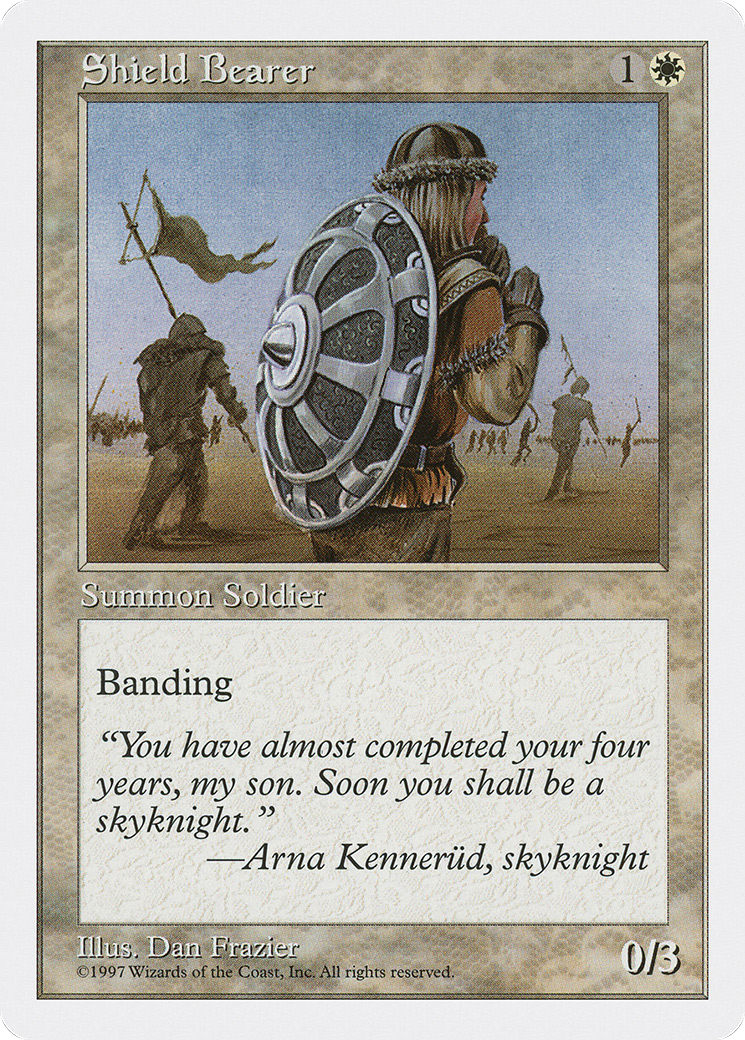 Shield Bearer 1
Summon Soldier
Banding
“You have almost completed your four
years, my son. Soon you shall be a
skyknight.”
—Arna Kennerüd, skyknight
Illus. Dan Frazier
0/3
©1997 Wizards of the Coast, Inc. All rights reserved.